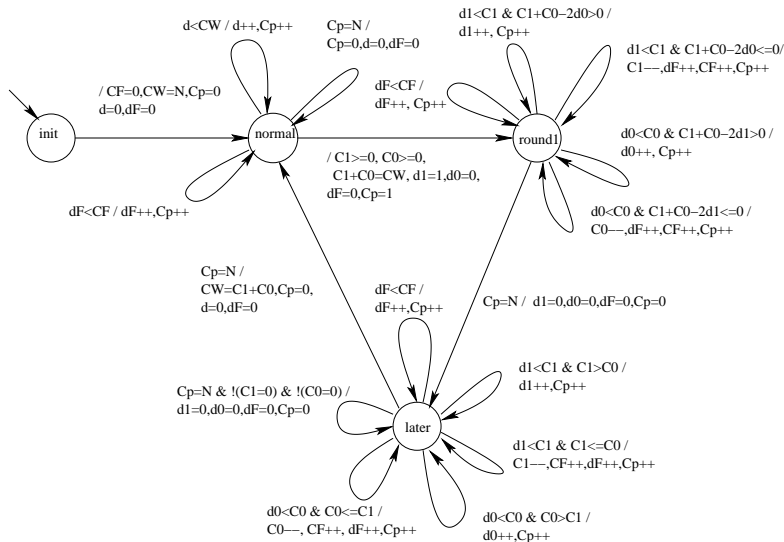 d<CW / d++,Cp++
Cp=N /
Cp=0,d=0,dF=0
d1<C1 & C1+C0-2d0>0 /
d1++, Cp++
d1<C1 & C1+C0-2d0<=0 /
C1--,dF++,CF++,Cp++
/ CF=0,CW=N,Cp=0
d=0,dF=0
dF<CF /
dF++, Cp++
init
normal
round1
d0<C0 & C1+C0-2d1>0 /
d0++, Cp++
/ C1>=0, C0>=0,
C1+C0=CW, d1=1,d0=0,
dF=0,Cp=1
dF<CF / dF++,Cp++
d0<C0 & C1+C0-2d1<=0 /
C0--,dF++,CF++,Cp++
Cp=N /
CW=C1+C0,Cp=0,
d=0,dF=0
dF<CF /
dF++,Cp++
Cp=N / d1=0,d0=0,dF=0,Cp=0
Cp=N & !(C1=0) & !(C0=0) /
d1=0,d0=0,dF=0,Cp=0
d1<C1 & C1>C0 /
d1++,Cp++
later
d1<C1 & C1<=C0 /
C1--,CF++,dF++,Cp++
d0<C0 & C0<=C1 /
C0--, CF++, dF++,Cp++
d0<C0 & C0>C1 /
d0++,Cp++